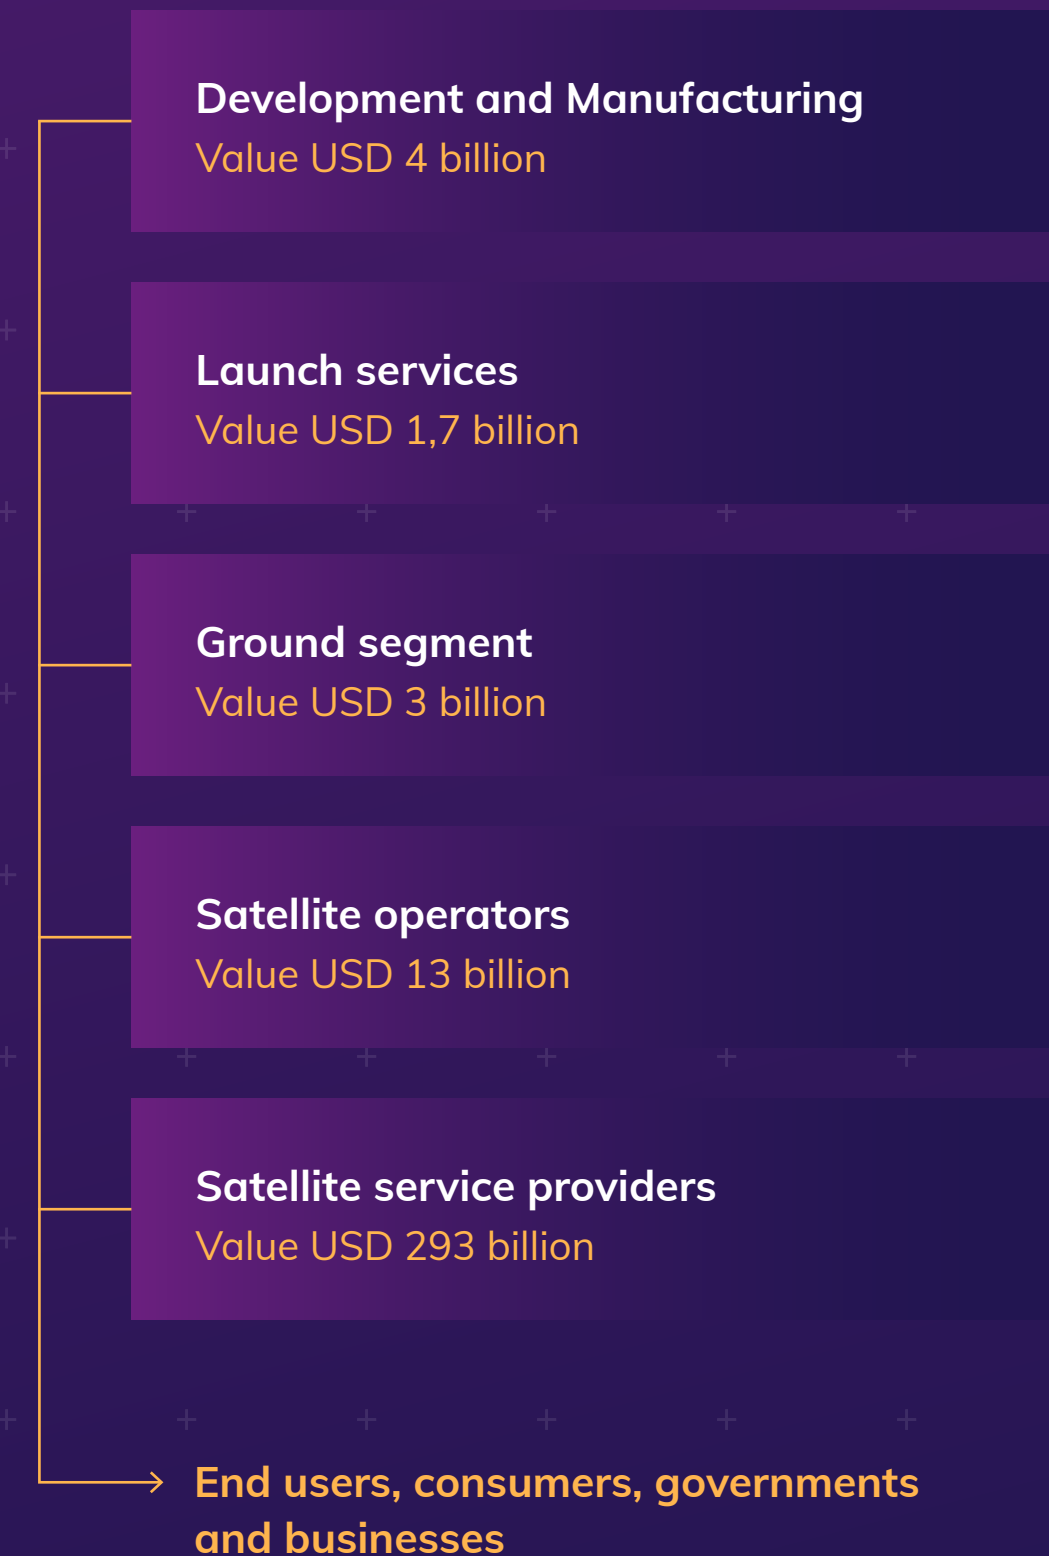 Development and Manufacturing
Value USD 4 billion
Launch services
Value USD 1,7 billion
Ground segment
Value USD 3 billion
Satellite operators
Value USD 13 billion
Satellite service providers
Value USD 293 billion
End users, consumers, governments
and businesses